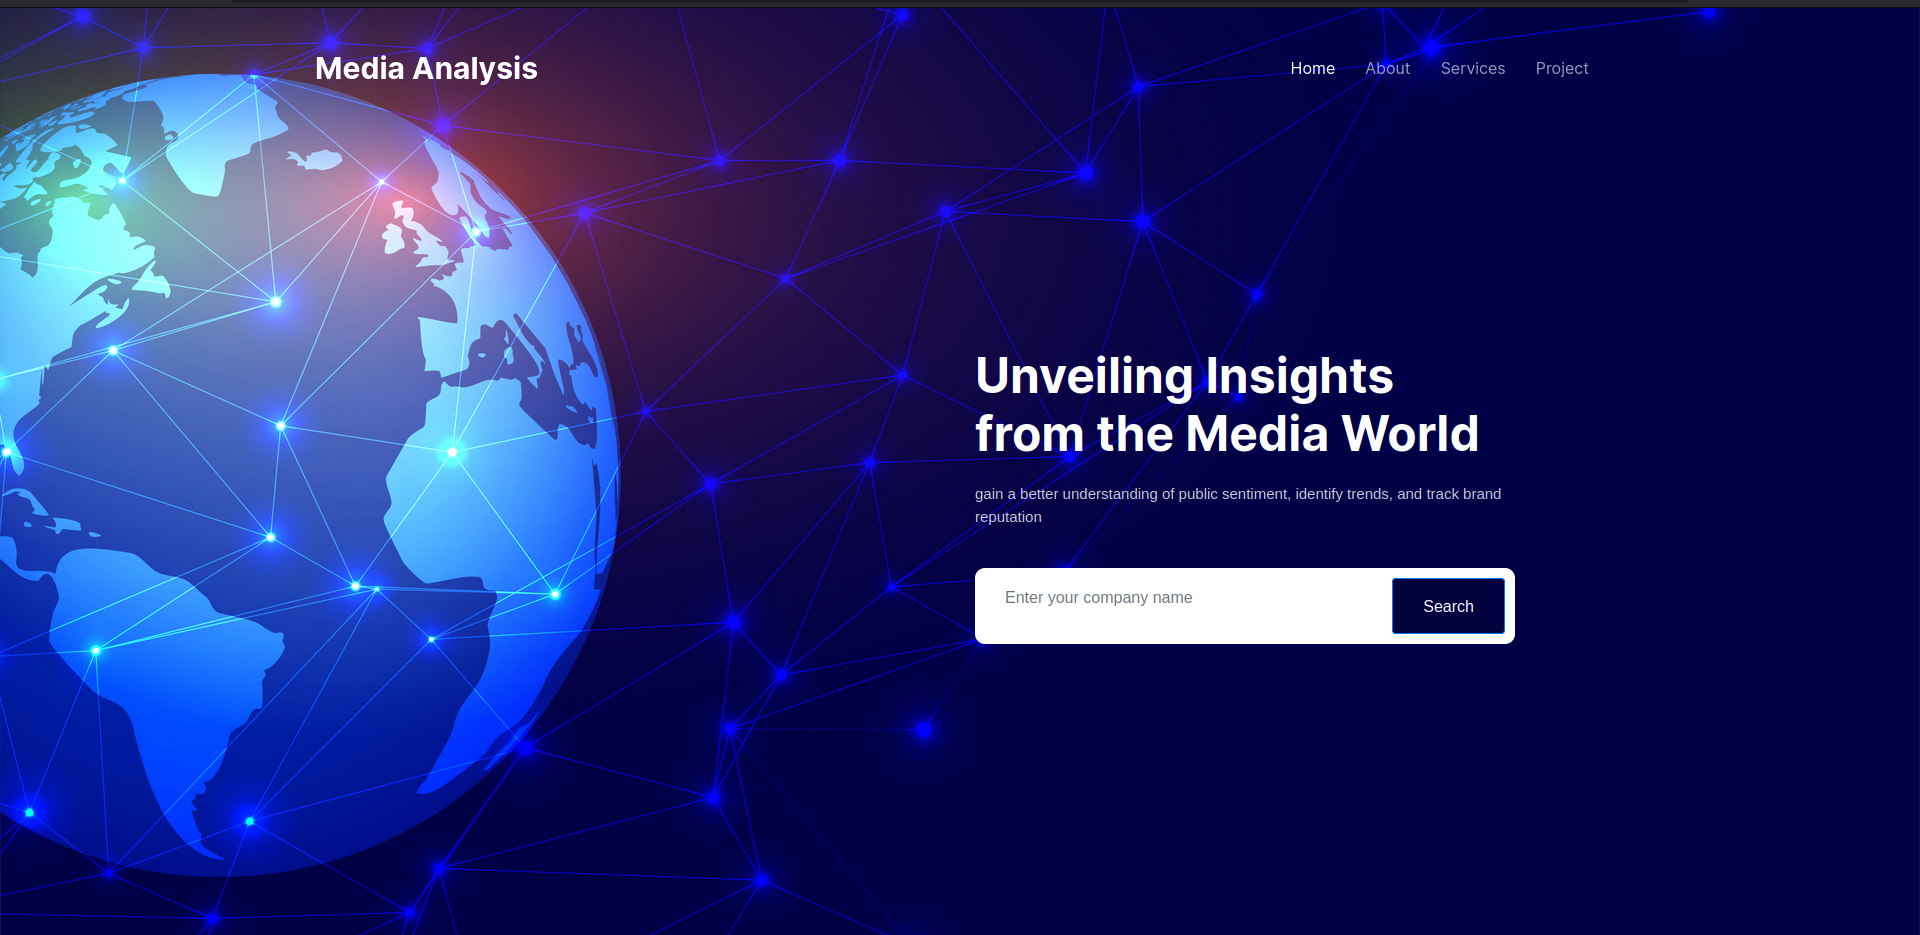 Media Analysis
Home About Services Project
Unveiling Insights
from the Media World
gain a better understanding of public sentiment, identify trends, and track brand
reputation
Enter your company name
Search